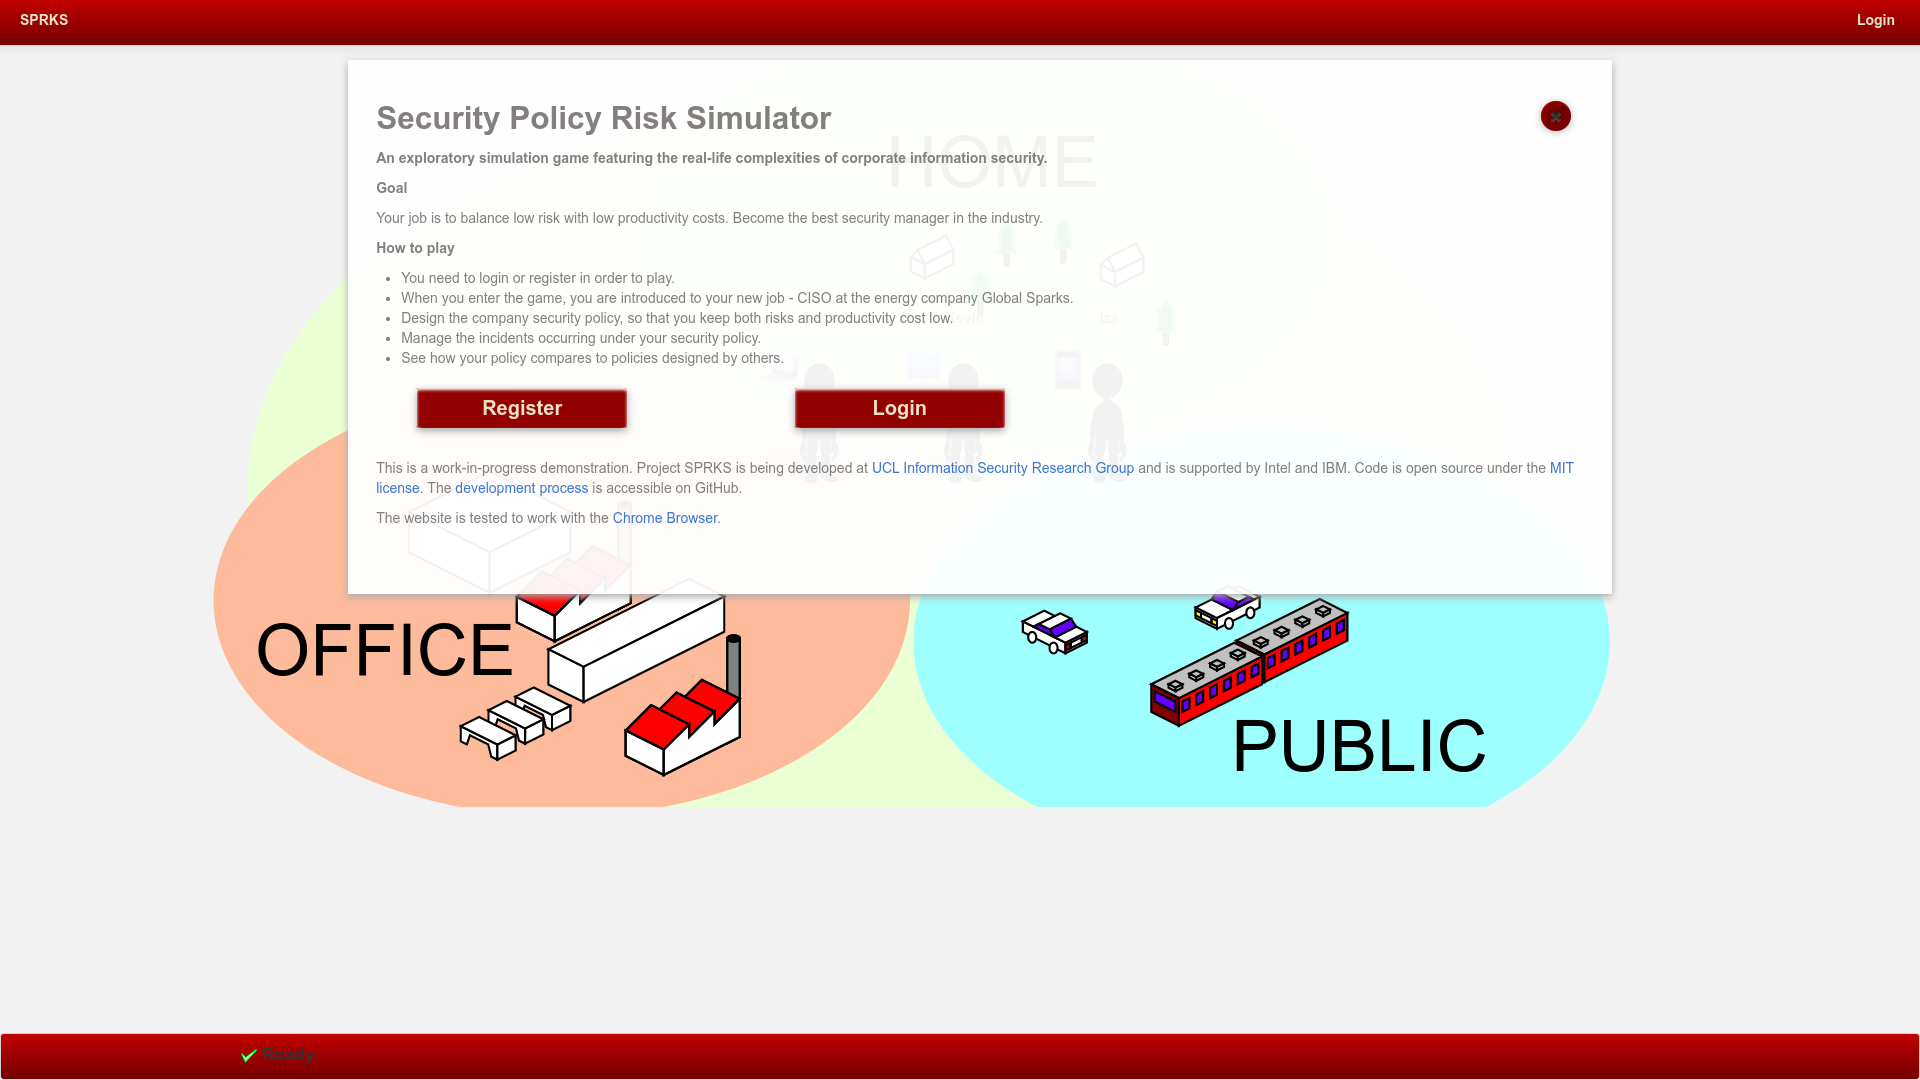 SPRKS
Login
Security Policy Risk Simulator
HOME
An exploratory simulation game featuring the real-life complexities of corporate information security.
Goal
Your job is to balance low risk with low productivity costs. Become the best security manager in the industry.
How to play
You need to login or register in order to play.
When you enter the game, you are introduced to your new job - CISO at the energy company Global Sparks.
Design the company security policy, so that you keep both risks and productivity cost low.
Iza
Manage the incidents occurring under your security policy.
See how your policy compares to policies designed by others.
Register
Login
This is a work-in-progress demonstration. Project SPRKS is being developed at UCL Information Security Research Group and is supported by Intel and IBM. Code is open source under the MIT
license. The development process is accessible on GitHub.
The website is tested to work with the Chrome Browser.
OFFICE
PUBLIC
Ready.